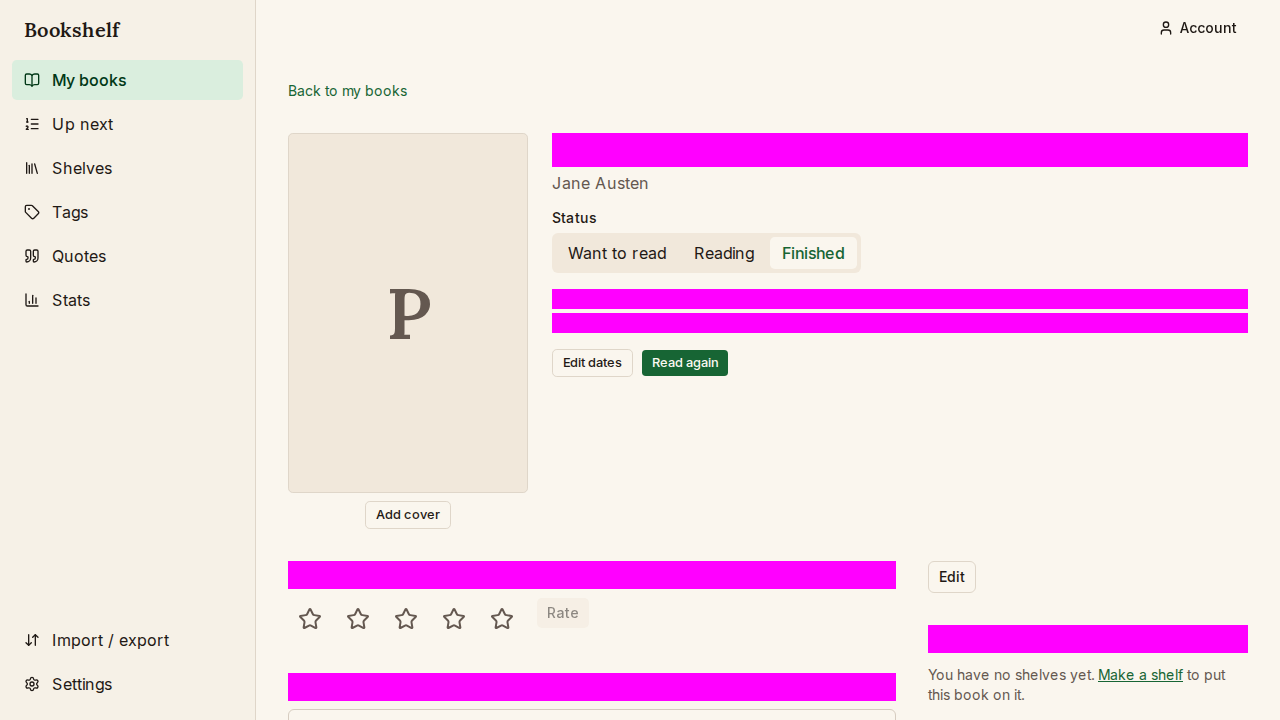 Bookshelf
My books
Up next
Shelves
Tags
Quotes
Stats
Import / export
Settings
Account
Back to my books
P
Add cover
Jane Austen
Status
Want to read
Reading
Finished
Edit dates
Read again
Rate
Edit
You have no shelves yet. Make a shelf to put
this book on it.